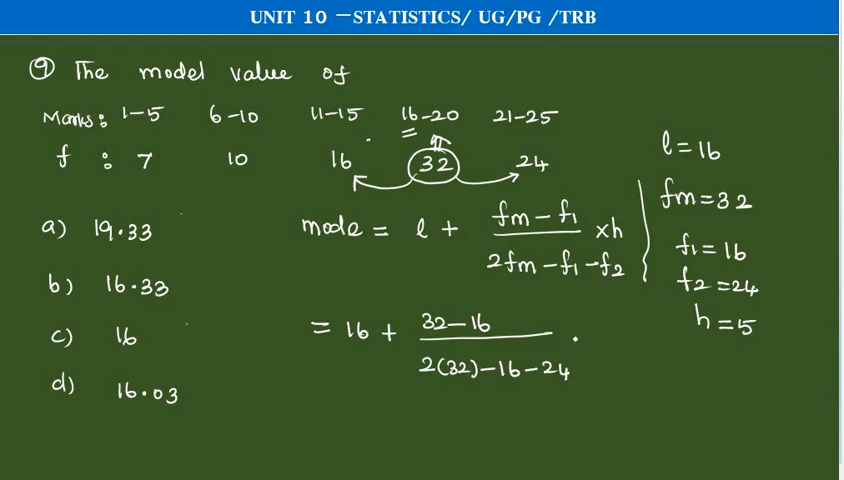 UNIT 10 – STATISTICS/ UG/PG /TRB
9 The model value of
Marks: 1-5 6-10 11-15 16-20 21-25
f : 7 10 16 32 24
a) 19.33
b) 16.33
c) 16
d) 16.03
mode = l + fm - f1 / 2fm - f1 - f2 xh
= 16 + 32-16 / 2(32)-16-24 .
l = 16
fm = 32
f1 = 16
f2 = 24
h = 5